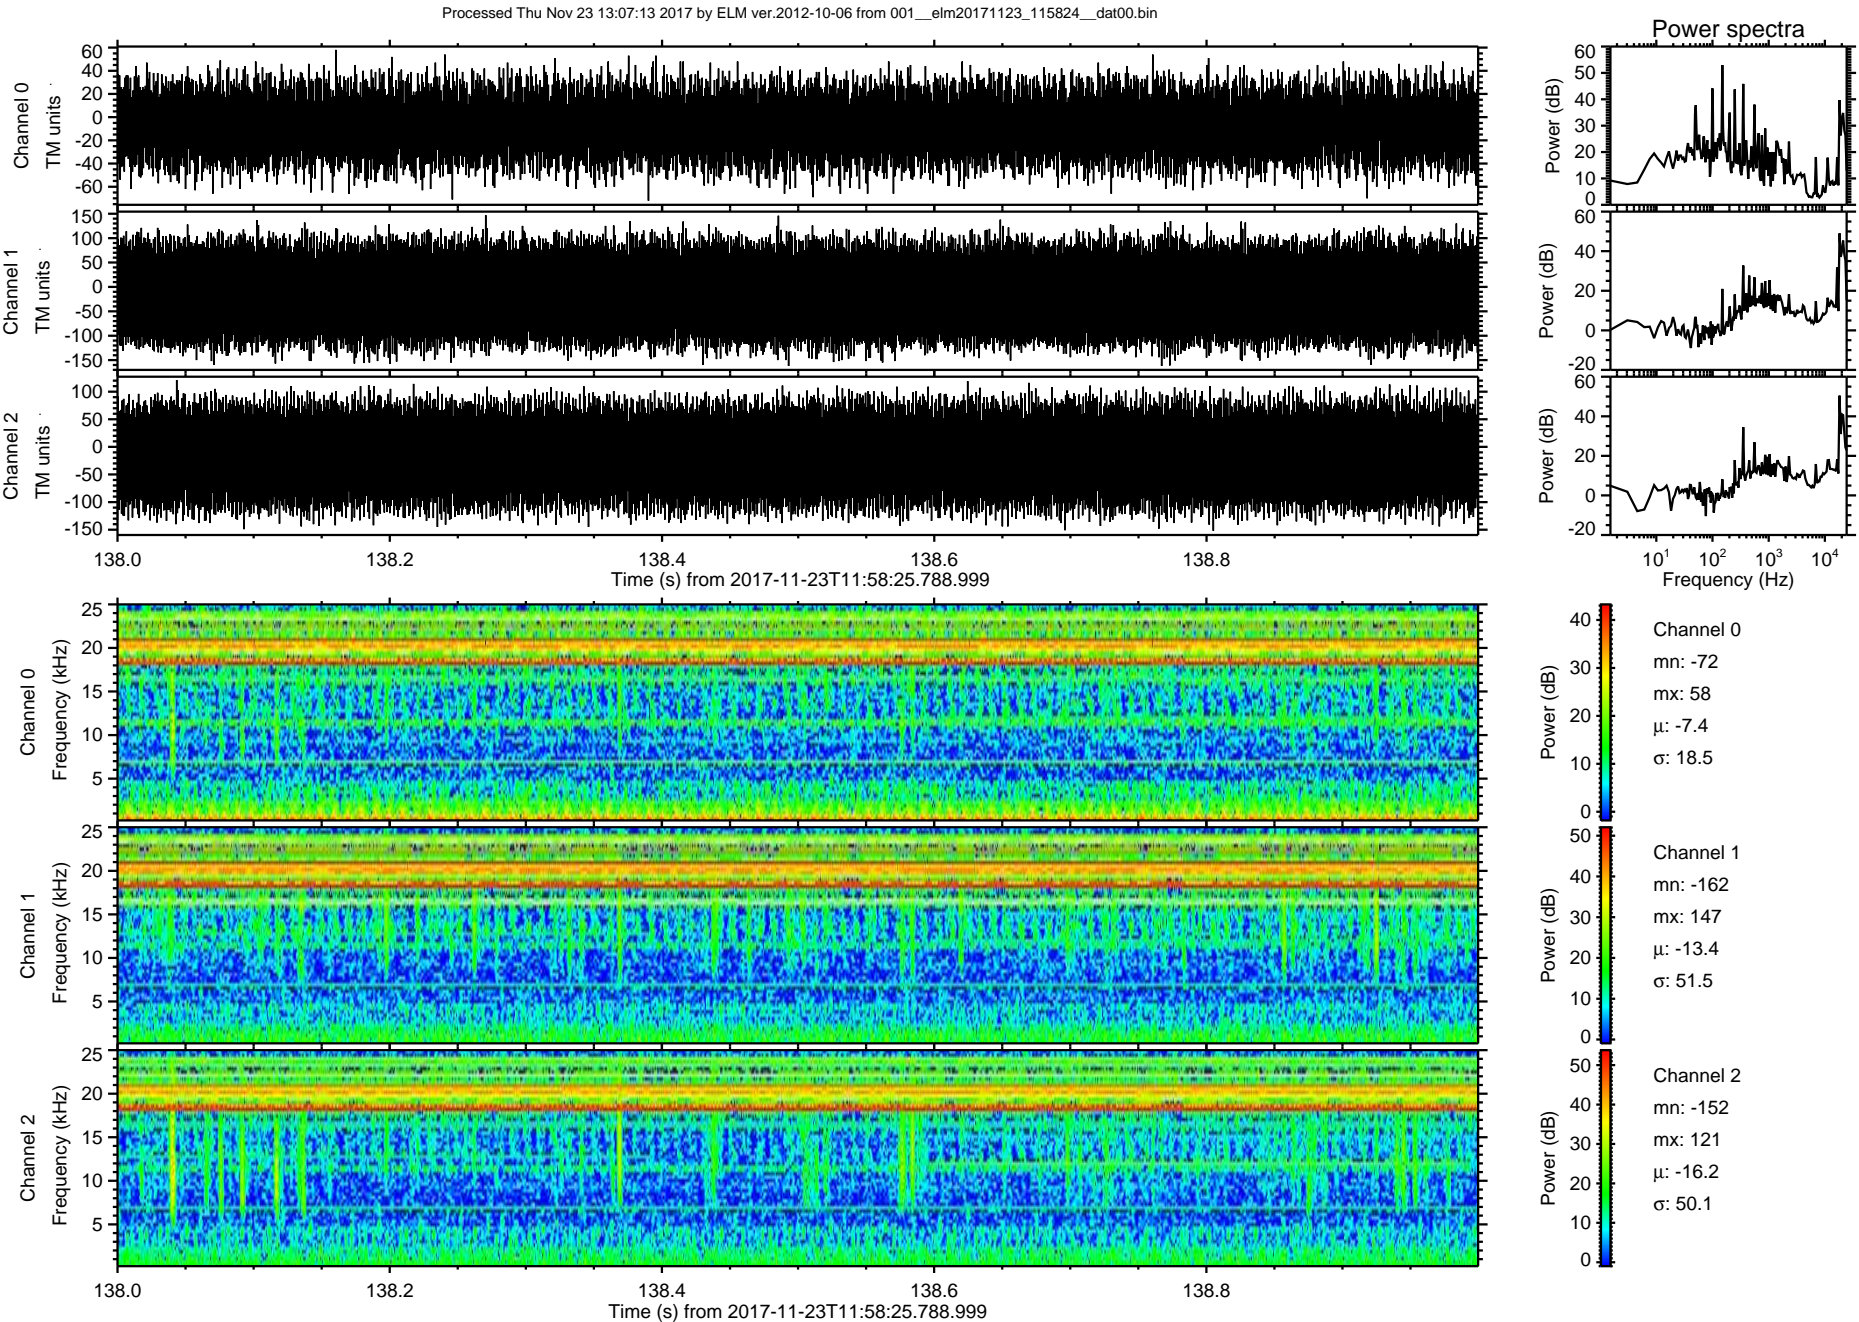 Processed Thu Nov 23 13:07:13 2017 by ELM ver.2012-10-06 from 001__elm20171123_115824__dat00.bin
Power spectra
Channel 0
TM units
60
40
20
0
-20
-40
-60
Power (dB)
60
50
40
30
20
10
0
Channel 1
TM units
150
100
50
0
-50
-100
-150
Power (dB)
60
40
20
0
-20
Channel 2
TM units
100
50
0
-50
-100
-150
Power (dB)
60
40
20
0
-20
138.0 138.2 138.4 138.6 138.8
Time (s) from 2017-11-23T11:58:25.788.999
10¹ 10² 10³ 10⁴
Frequency (Hz)
Channel 0
Frequency (kHz)
25
20
15
10
5
Power (dB)
40
30
20
10
0
Channel 0
mn: -72
mx: 58
μ: -7.4
σ: 18.5
Channel 1
Frequency (kHz)
25
20
15
10
5
Power (dB)
50
40
30
20
10
0
Channel 1
mn: -162
mx: 147
μ: -13.4
σ: 51.5
Channel 2
Frequency (kHz)
25
20
15
10
5
Power (dB)
50
40
30
20
10
0
Channel 2
mn: -152
mx: 121
μ: -16.2
σ: 50.1
138.0 138.2 138.4 138.6 138.8
Time (s) from 2017-11-23T11:58:25.788.999